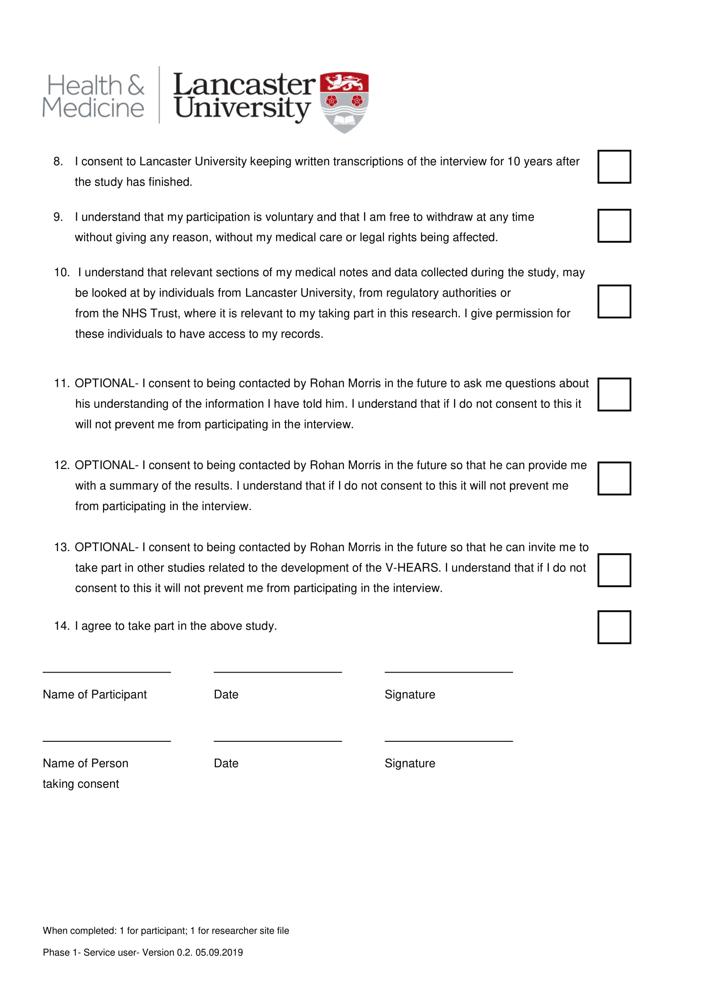 Health &
Medicine
Lancaster
University
8. I consent to Lancaster University keeping written transcriptions of the interview for 10 years after
the study has finished.
9. I understand that my participation is voluntary and that I am free to withdraw at any time
without giving any reason, without my medical care or legal rights being affected.
10. I understand that relevant sections of my medical notes and data collected during the study, may
be looked at by individuals from Lancaster University, from regulatory authorities or
from the NHS Trust, where it is relevant to my taking part in this research. I give permission for
these individuals to have access to my records.
11. OPTIONAL- I consent to being contacted by Rohan Morris in the future to ask me questions about
his understanding of the information I have told him. I understand that if I do not consent to this it
will not prevent me from participating in the interview.
12. OPTIONAL- I consent to being contacted by Rohan Morris in the future so that he can provide me
with a summary of the results. I understand that if I do not consent to this it will not prevent me
from participating in the interview.
13. OPTIONAL- I consent to being contacted by Rohan Morris in the future so that he can invite me to
take part in other studies related to the development of the V-HEARS. I understand that if I do not
consent to this it will not prevent me from participating in the interview.
14. I agree to take part in the above study.
Name of Participant Date Signature
Name of Person Date Signature
taking consent
When completed: 1 for participant; 1 for researcher site file
Phase 1- Service user- Version 0.2. 05.09.2019